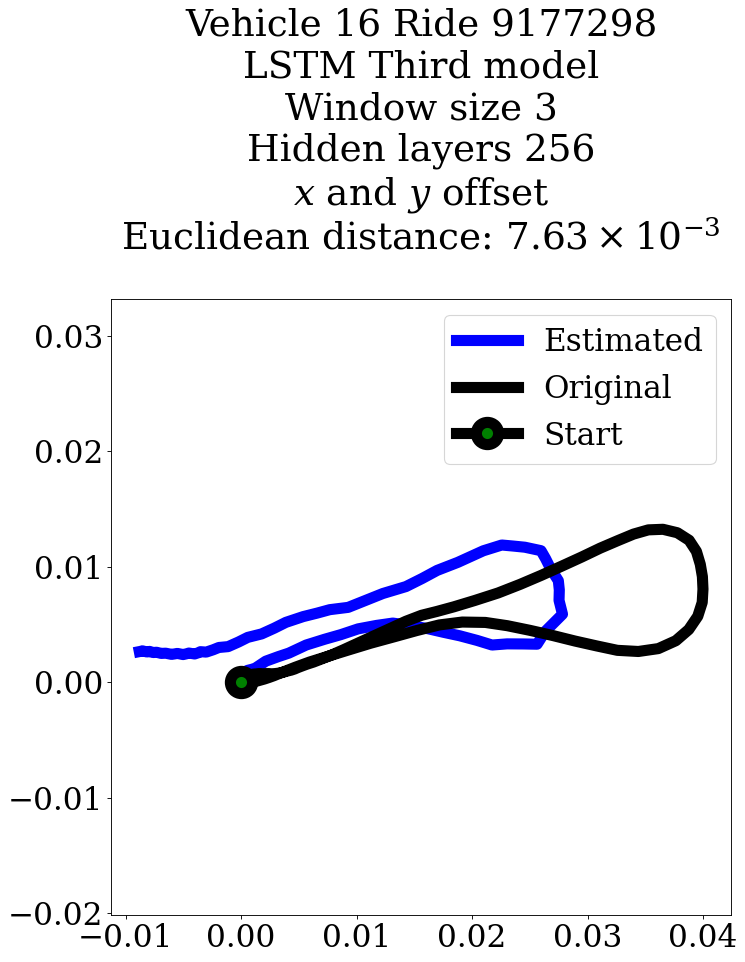 Vehicle 16 Ride 9177298
LSTM Third model
Window size 3
Hidden layers 256
x and y offset
Euclidean distance: 7.63 × 10⁻³
Estimated
Original
Start
0.03
0.02
0.01
0.00
−0.01
−0.02
−0.01 0.00 0.01 0.02 0.03 0.04